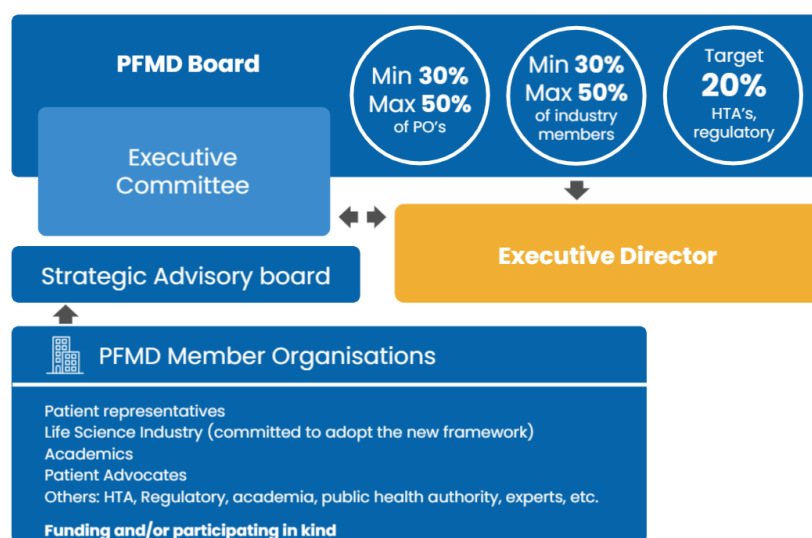 PFMD Board
Min 30%
Max 50%
of PO's
Min 30%
Max 50%
of industry
members
Target
20%
HTA's,
regulatory
Executive
Committee
Executive Director
Strategic Advisory board
PFMD Member Organisations
Patient representatives
Life Science Industry (committed to adopt the new framework)
Academics
Patient Advocates
Others: HTA, Regulatory, academia, public health authority, experts, etc.
Funding and/or participating in kind